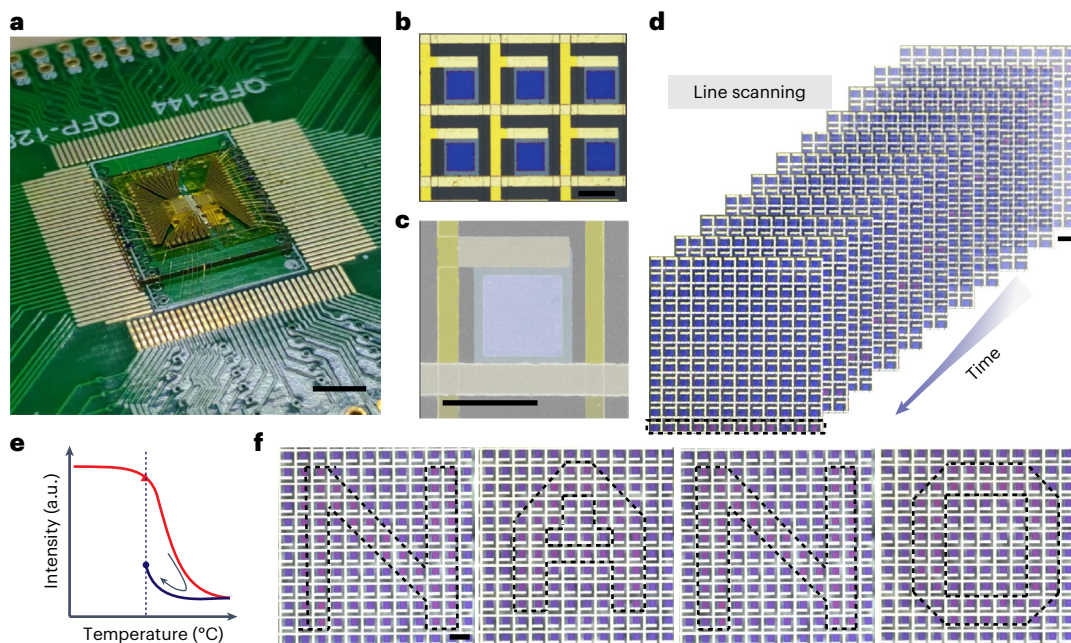 a
QFP-144
QFP-128
b
c
d
Line scanning
Time
e
Intensity (a.u.)
Temperature (°C)
f
N
A
N
O